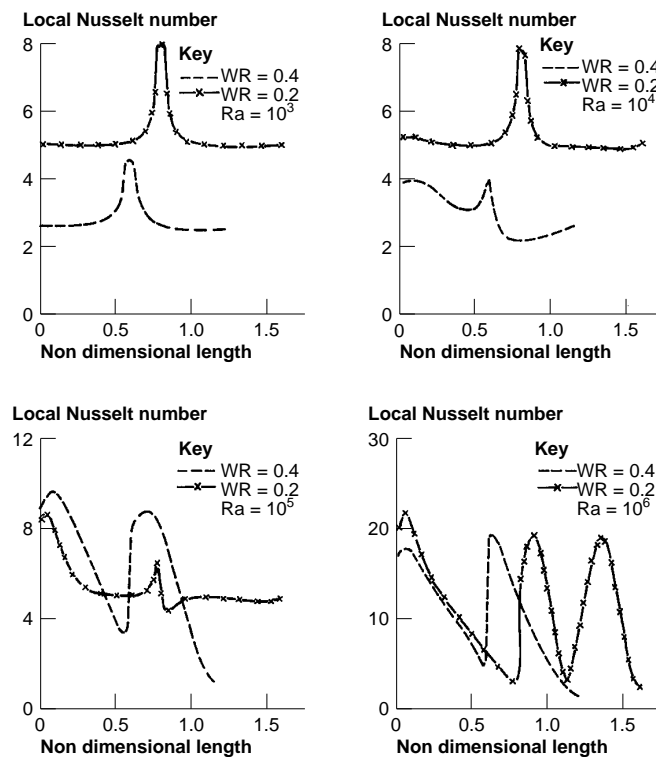 Local Nusselt number
8
6
4
2
0
0 0.5 1.0 1.5
Non dimensional length
Key
WR = 0.4
WR = 0.2
Ra = 10³
Local Nusselt number
8
6
4
2
0
0 0.5 1.0 1.5
Non dimensional length
Key
WR = 0.4
WR = 0.2
Ra = 10⁴
Local Nusselt number
12
8
4
0
0 0.5 1.0 1.5
Non dimensional length
Key
WR = 0.4
WR = 0.2
Ra = 10⁵
Local Nusselt number
30
20
10
0
0 0.5 1.0 1.5
Non dimensional length
Key
WR = 0.4
WR = 0.2
Ra = 10⁶